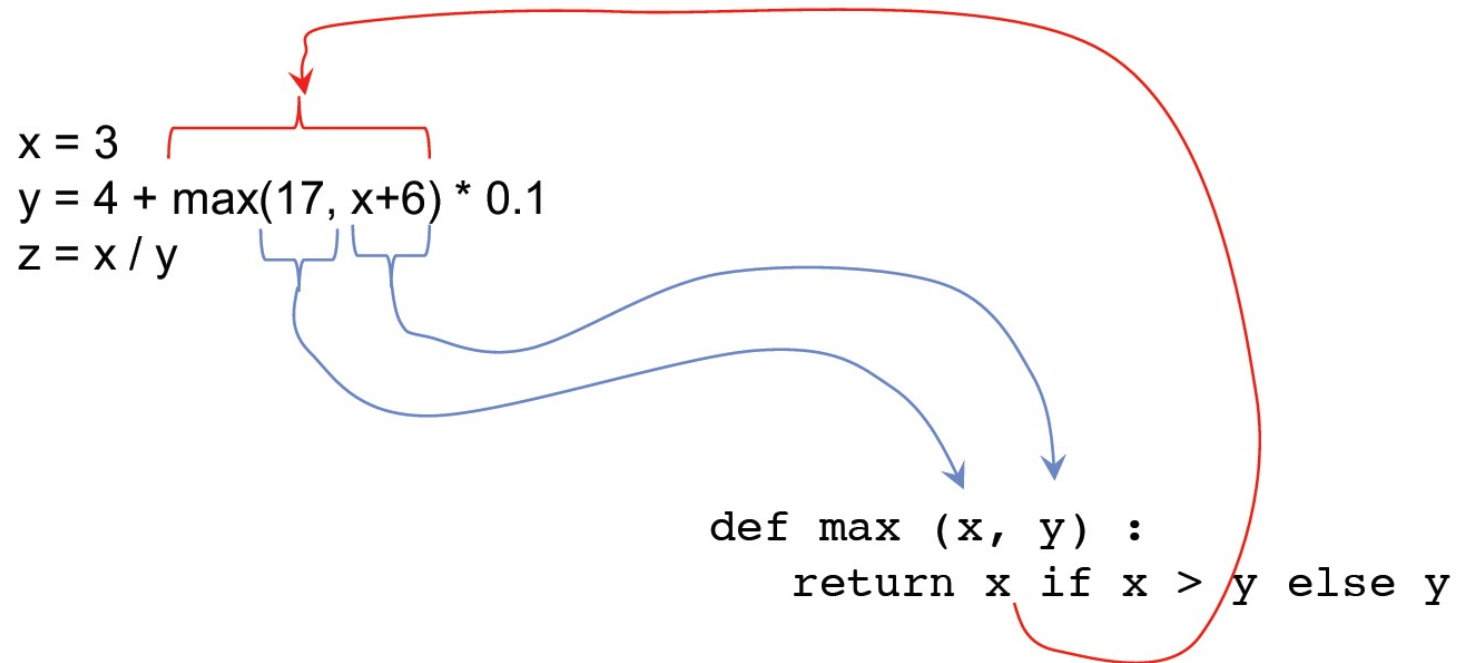 x = 3
y = 4 + max(17, x+6) * 0.1
z = x / y
def max (x, y) :
return x if x > y else y